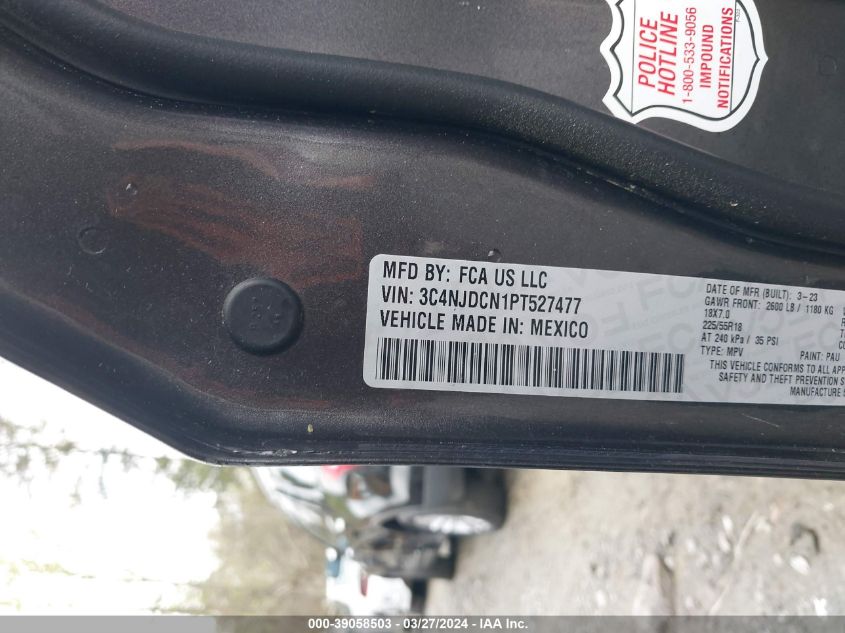 POLICE
HOTLINE
1-800-533-9056
IMPOUND
NOTIFICATIONS
MFD BY: FCA US LLC
VIN: 3C4NJDCN1PT527477
VEHICLE MADE IN: MEXICO
DATE OF MFR (BUILT): 3-23
GAWR FRONT: 2600 LB / 1180 KG
18X7.0
225/55R18
AT 240 kPa / 35 PSI
TYPE: MPV PAINT: PAU
THIS VEHICLE CONFORMS TO ALL APP
SAFETY AND THEFT PREVENTION S
MANUFACTURE
000-39058503 / 03/27/2024 - IAA Inc.